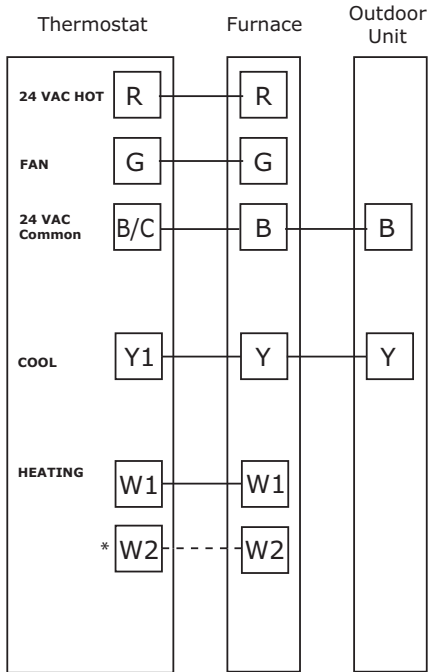 Thermostat Furnace Outdoor
Unit
24 VAC HOT R R
FAN G G
24 VAC
Common B/C B B
COOL Y1 Y Y
HEATING
W1 W1
* W2 W2